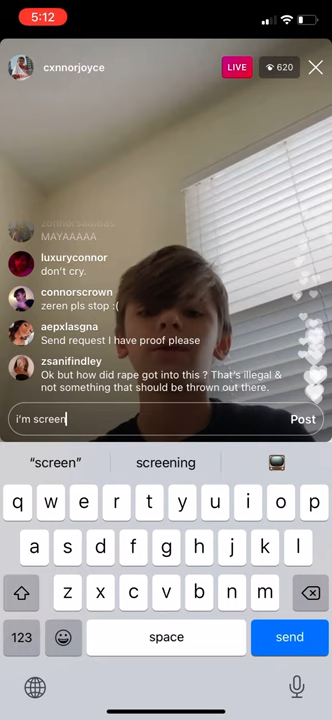 5:12
cxnnorjoyce
LIVE
620
MAYAAAAA
luxuryconnor
don't cry.
connorscrown
zeren pls stop :(
aepxlasgna
Send request I have proof please
zsanifindley
Ok but how did rape got into this ? That's illegal &
not something that should be thrown out there.
i'm screen
Post
"screen"
screening
q w e r t y u i o p
a s d f g h j k l
z x c v b n m
123
space
send